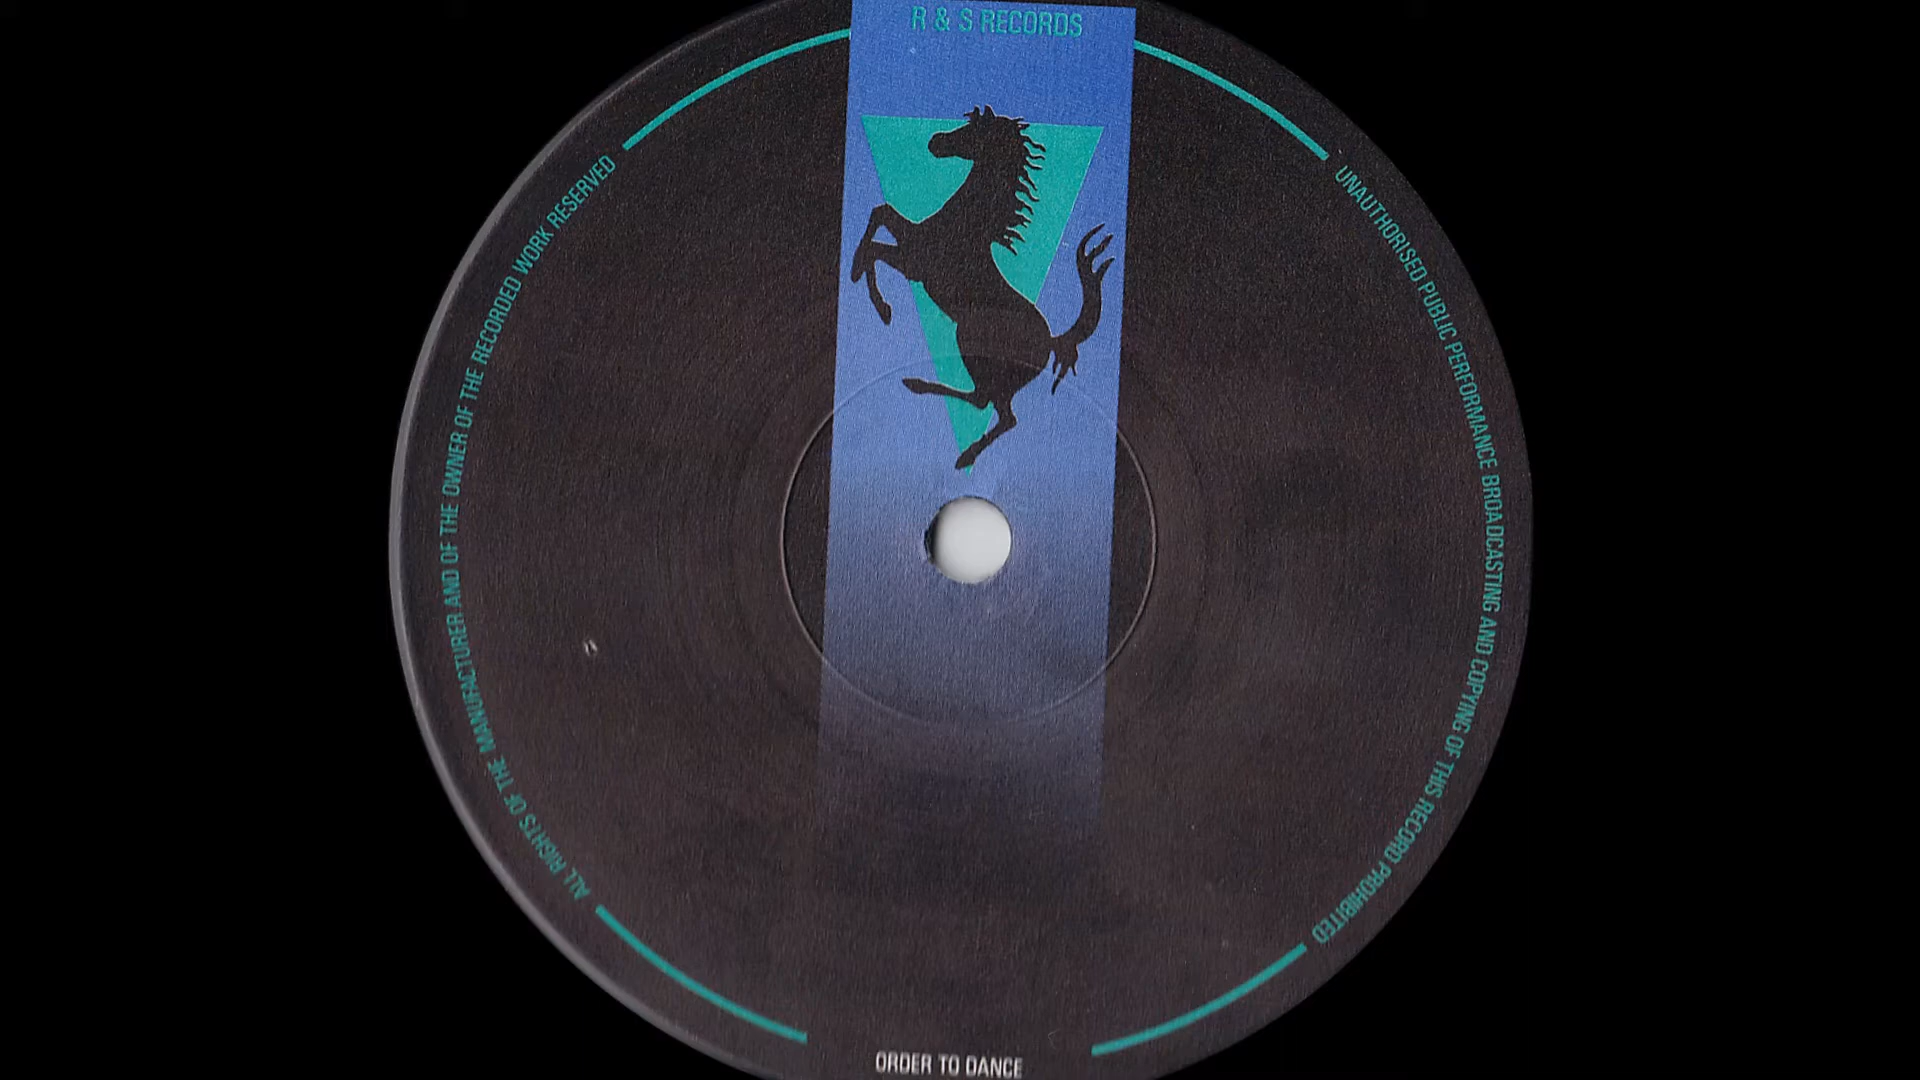 R & S RECORDS
ALL RIGHTS OF THE MANUFACTURER AND OF THE OWNER OF THE RECORDED WORK RESERVED
UNAUTHORISED PUBLIC PERFORMANCE BROADCASTING AND COPYING OF THIS RECORD PROHIBITED
ORDER TO DANCE